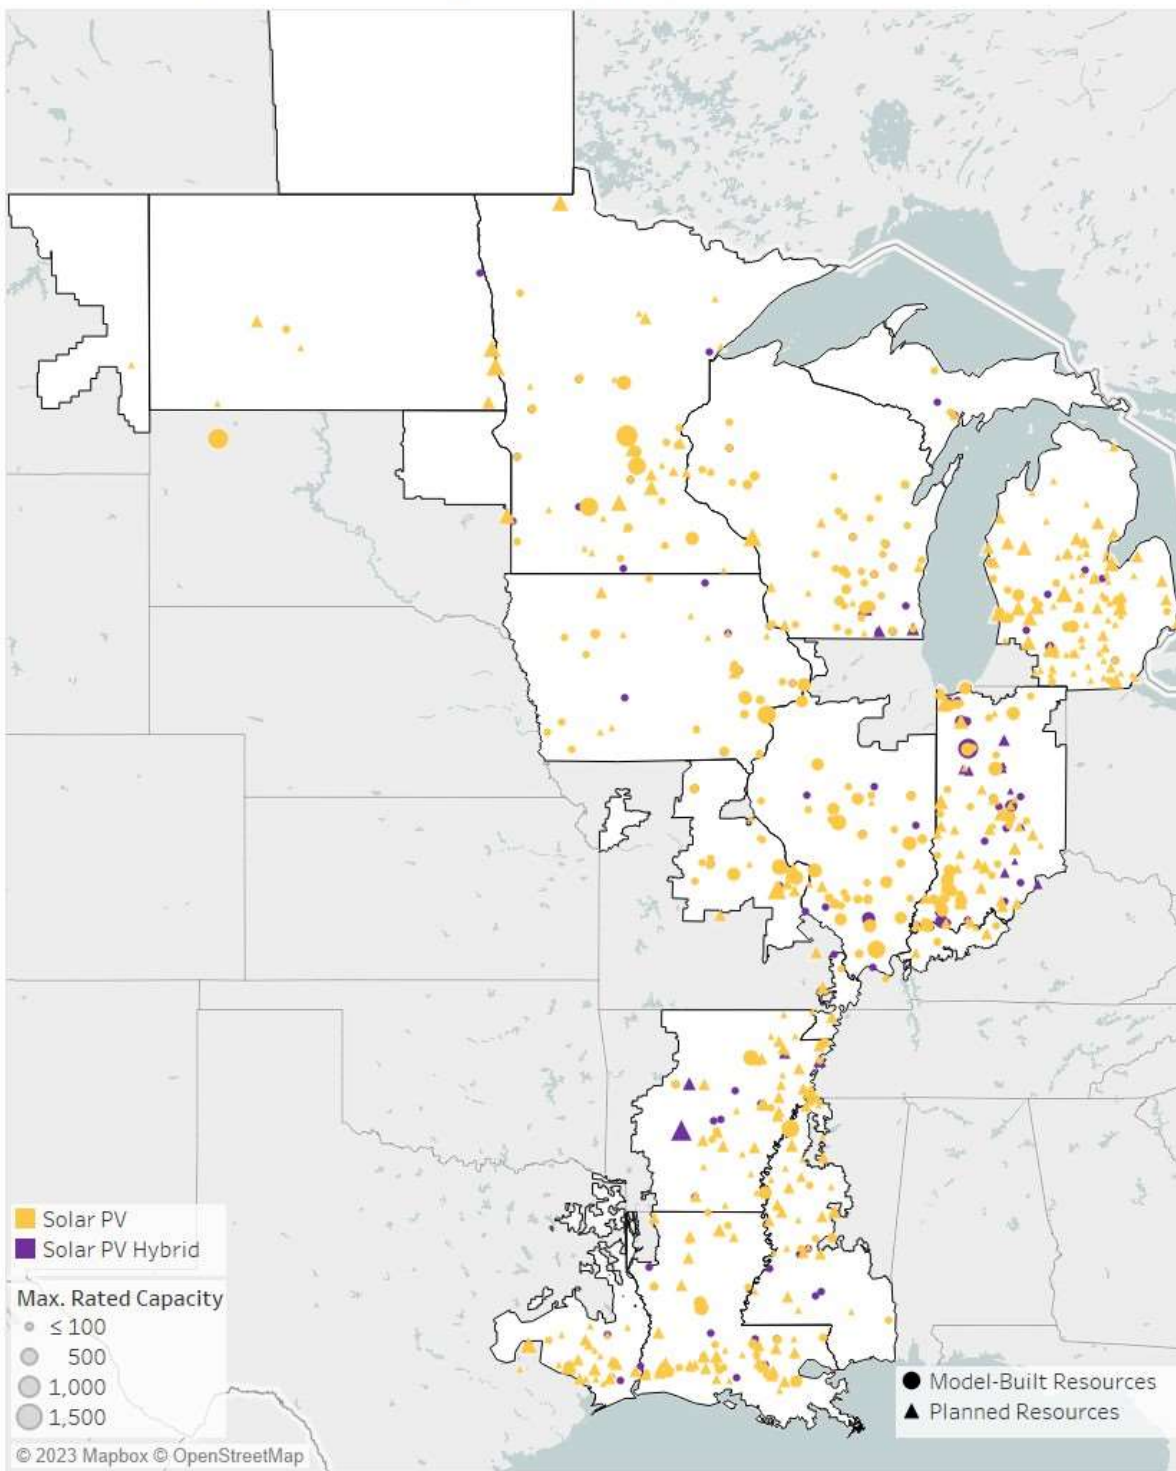 Solar PV
Solar PV Hybrid
Max. Rated Capacity
≤ 100
500
1,000
1,500
Model-Built Resources
Planned Resources
© 2023 Mapbox © OpenStreetMap